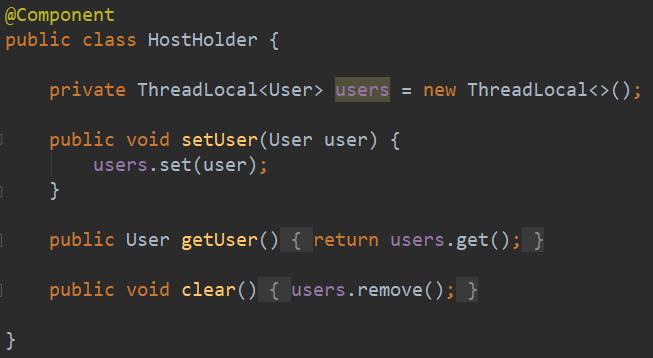 @Component
public class HostHolder {
private ThreadLocal<User> users = new ThreadLocal<>();
public void setUser(User user) {
users.set(user);
}
public User getUser() { return users.get(); }
public void clear() { users.remove(); }
}